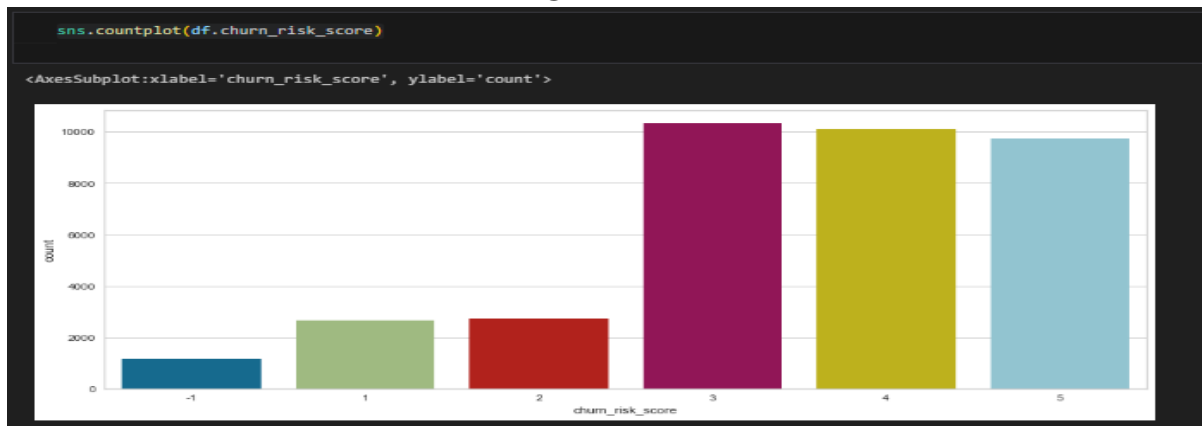 sns.countplot(df.churn_risk_score)
<AxesSubplot:xlabel='churn_risk_score', ylabel='count'>
10000
8000
6000
4000
2000
0
count
-1 1 2 3 4 5
churn_risk_score